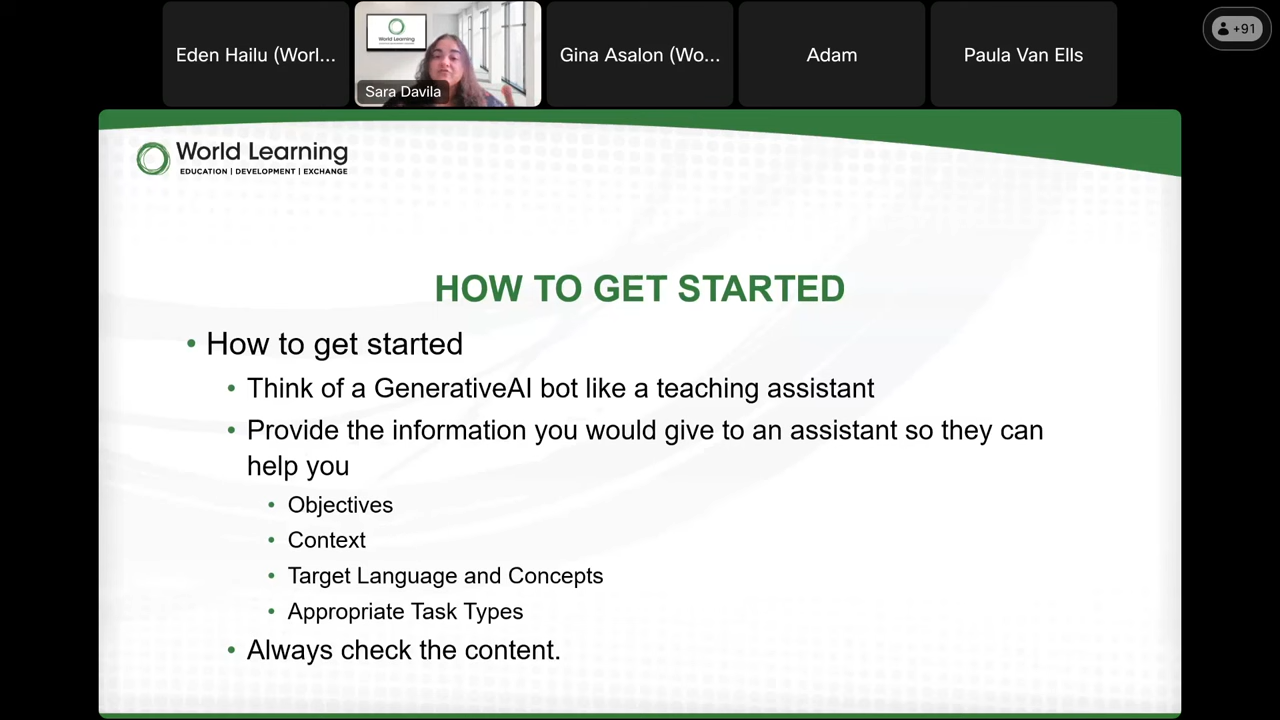 Eden Hailu (Worl...
World Learning
Sara Davila
Gina Asalon (Wo...
Adam
Paula Van Ells
+91
World Learning
EDUCATION | DEVELOPMENT | EXCHANGE
HOW TO GET STARTED
• How to get started
• Think of a GenerativeAI bot like a teaching assistant
• Provide the information you would give to an assistant so they can
help you
• Objectives
• Context
• Target Language and Concepts
• Appropriate Task Types
• Always check the content.